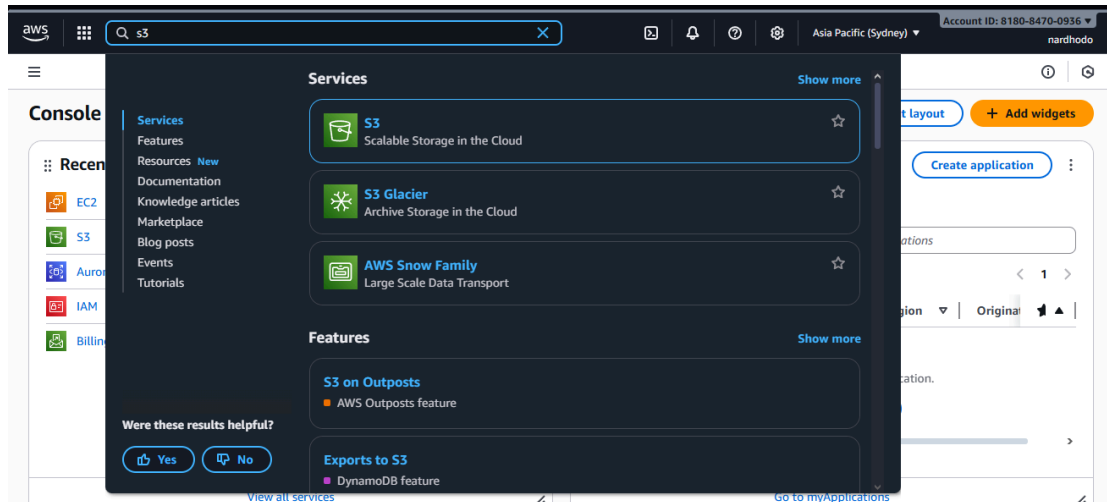 aws
s3
Asia Pacific (Sydney) ▼
Account ID: 8180-8470-0936 ▼
nardhodo
Console
t layout
+ Add widgets
Recen
EC2
S3
Auror
IAM
Billing
Services
Features
Resources New
Documentation
Knowledge articles
Marketplace
Blog posts
Events
Tutorials
Were these results helpful?
Yes
No
Services
Show more
S3
Scalable Storage in the Cloud
S3 Glacier
Archive Storage in the Cloud
AWS Snow Family
Large Scale Data Transport
Features
Show more
S3 on Outposts
AWS Outposts feature
Exports to S3
DynamoDB feature
Create application
ations
1
gion
Originat
cation.
View all services
Go to myApplications